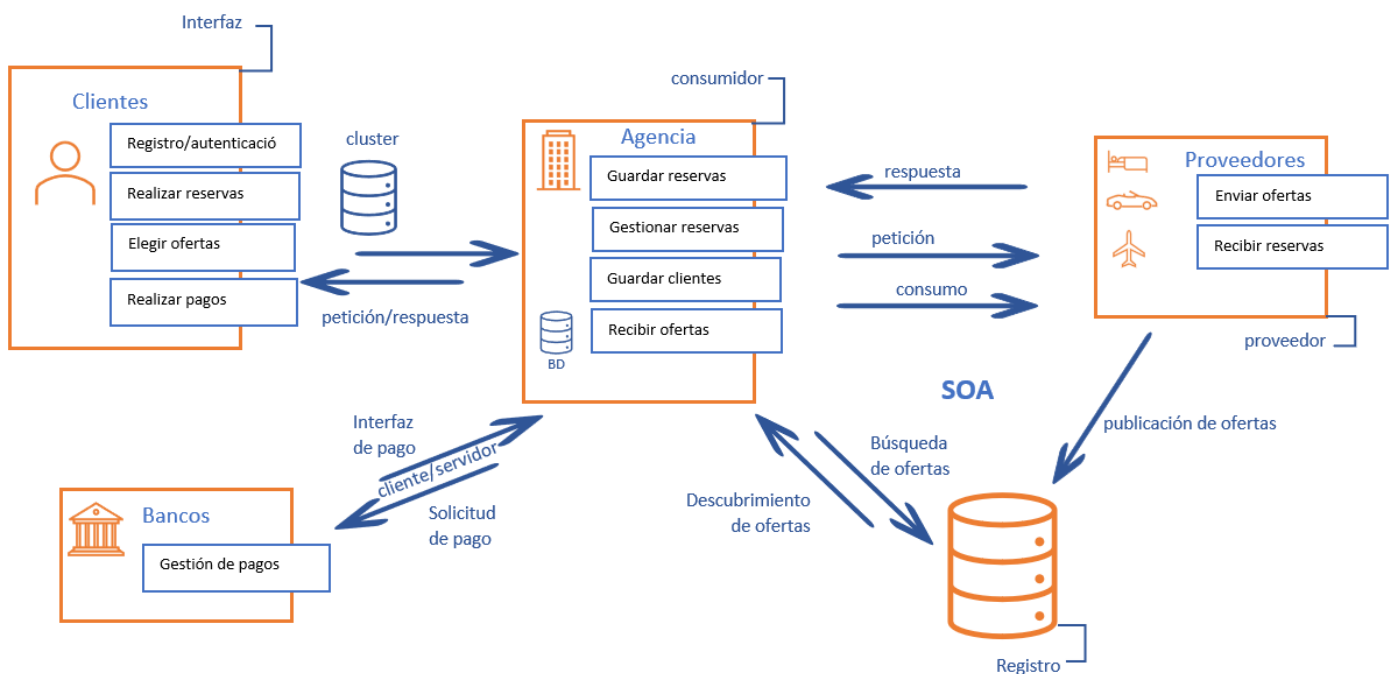 Interfaz
Clientes
Registro/autenticació
Realizar reservas
Elegir ofertas
Realizar pagos
cluster
petición/respuesta
consumidor
Agencia
Guardar reservas
Gestionar reservas
Guardar clientes
Recibir ofertas
BD
respuesta
petición
consumo
Proveedores
Enviar ofertas
Recibir reservas
proveedor
SOA
publicación de ofertas
Interfaz
de pago
cliente/servidor
Solicitud
de pago
Búsqueda
de ofertas
Descubrimiento
de ofertas
Bancos
Gestión de pagos
Registro